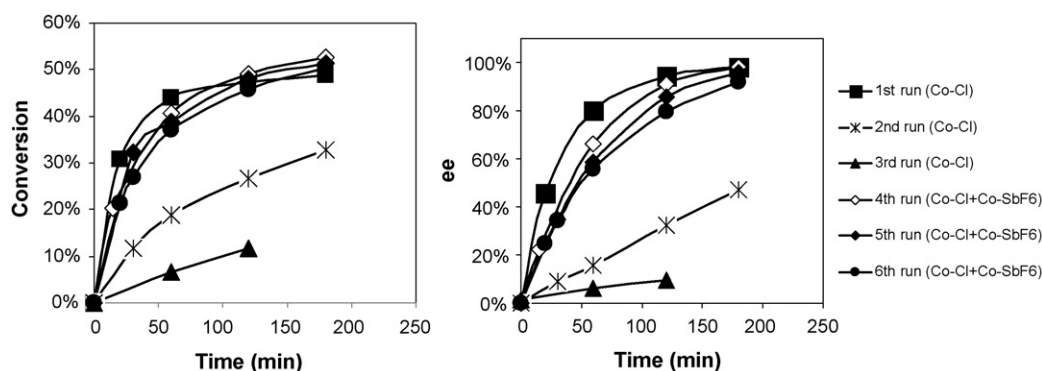 60%
50%
40%
30%
20%
10%
0%
Conversion
0 50 100 150 200 250
Time (min)
100%
80%
60%
40%
20%
0%
ee
0 50 100 150 200 250
Time (min)
1st run (Co-Cl)
2nd run (Co-Cl)
3rd run (Co-Cl)
4th run (Co-Cl+Co-SbF6)
5th run (Co-Cl+Co-SbF6)
6th run (Co-Cl+Co-SbF6)